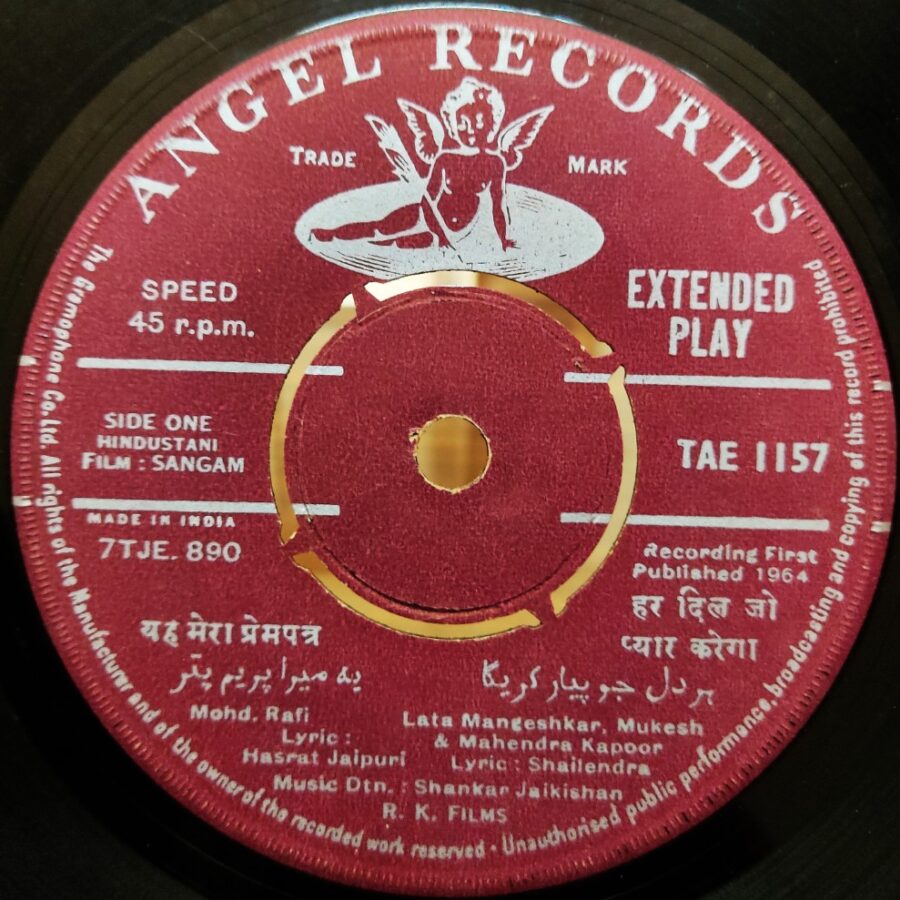 ANGEL RECORDS
TRADE MARK
SPEED
45 r.p.m.
EXTENDED
PLAY
SIDE ONE
HINDUSTANI
FILM : SANGAM
TAE 1157
MADE IN INDIA
7TJE. 890
Recording First
Published 1964
यह मेरा प्रेमपत्र
یہ میرا پریم پتر
Mohd. Rafi
Lyric :
Hasrat Jaipuri
हर दिल जो
प्यार करेगा
ہر دل جو پیار کریگا
Lata Mangeshkar, Mukesh
& Mahendra Kapoor
Lyric : Shailendra
Music Dtn. : Shankar Jaikishan
R. K. FILMS
The Gramophone Co. Ltd. All rights of the Manufacturer and of the owner of the recorded work reserved · Unauthorised public performance, broadcasting and copying of this record prohibited